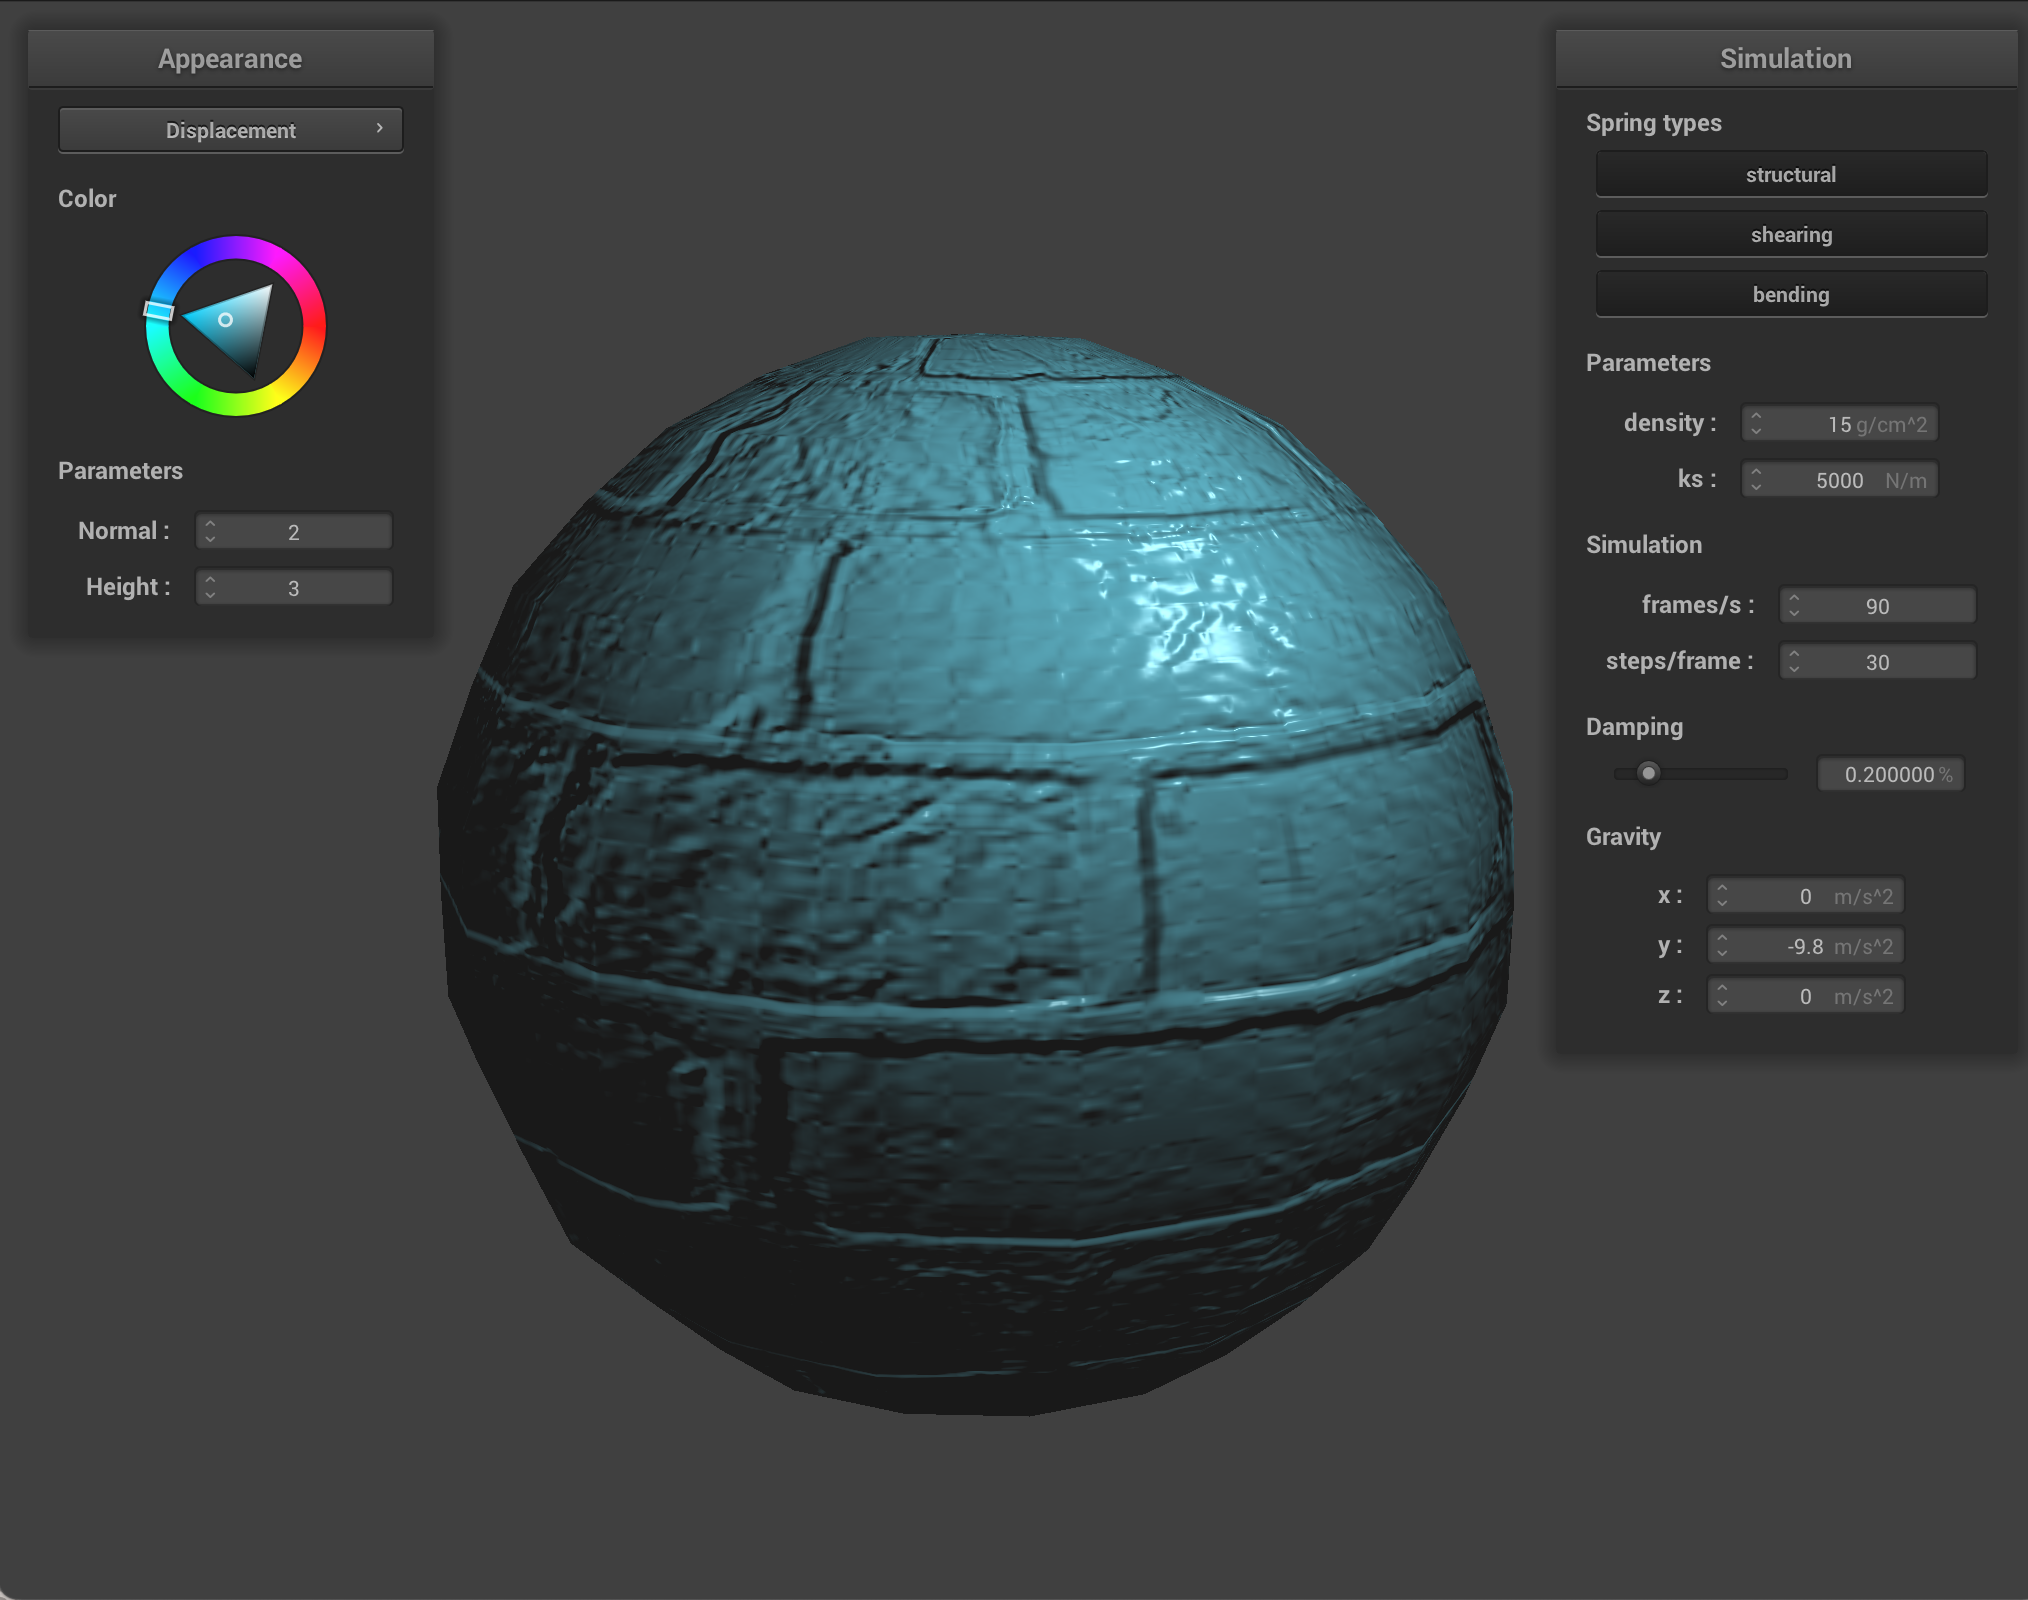 Appearance
Displacement
Color
Parameters
Normal : 2
Height : 3
Simulation
Spring types
structural
shearing
bending
Parameters
density : 15 g/cm^2
ks : 5000 N/m
Simulation
frames/s : 90
steps/frame : 30
Damping
0.200000 %
Gravity
x : 0 m/s^2
y : -9.8 m/s^2
z : 0 m/s^2